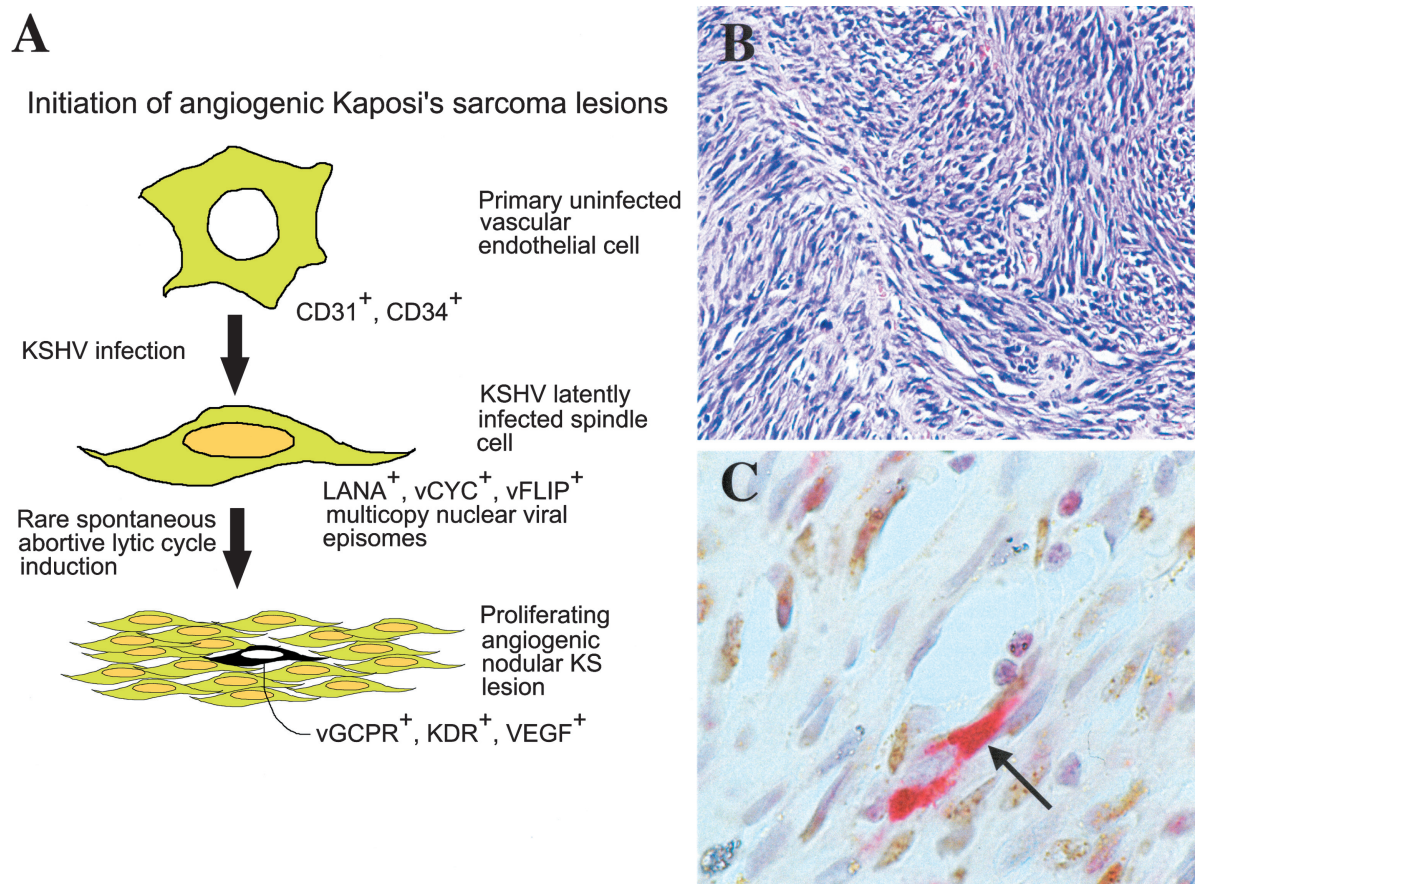 A
Initiation of angiogenic Kaposi's sarcoma lesions
Primary uninfected
vascular
endothelial cell
CD31+, CD34+
KSHV infection
KSHV latently
infected spindle
cell
LANA+, vCYC+, vFLIP+
multicopy nuclear viral
episomes
Rare spontaneous
abortive lytic cycle
induction
Proliferating
angiogenic
nodular KS
lesion
vGCPR+, KDR+, VEGF+
B
C